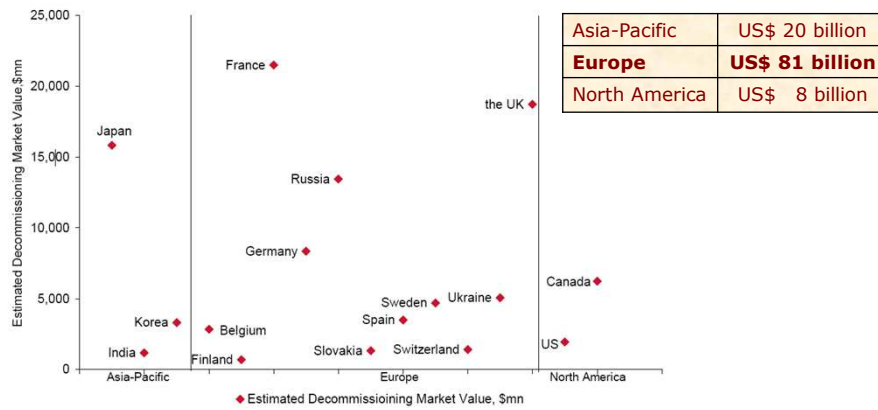 Estimated Decommissioning Market Value,$mn
25,000
20,000
15,000
10,000
5,000
0
Japan
Korea
India
France
the UK
Russia
Germany
Belgium
Finland
Slovakia
Spain
Sweden
Switzerland
Ukraine
Canada
US
Asia-Pacific
Europe
North America
Estimated Decommissioining Market Value, $mn
Asia-Pacific US$ 20 billion
Europe US$ 81 billion
North America US$ 8 billion